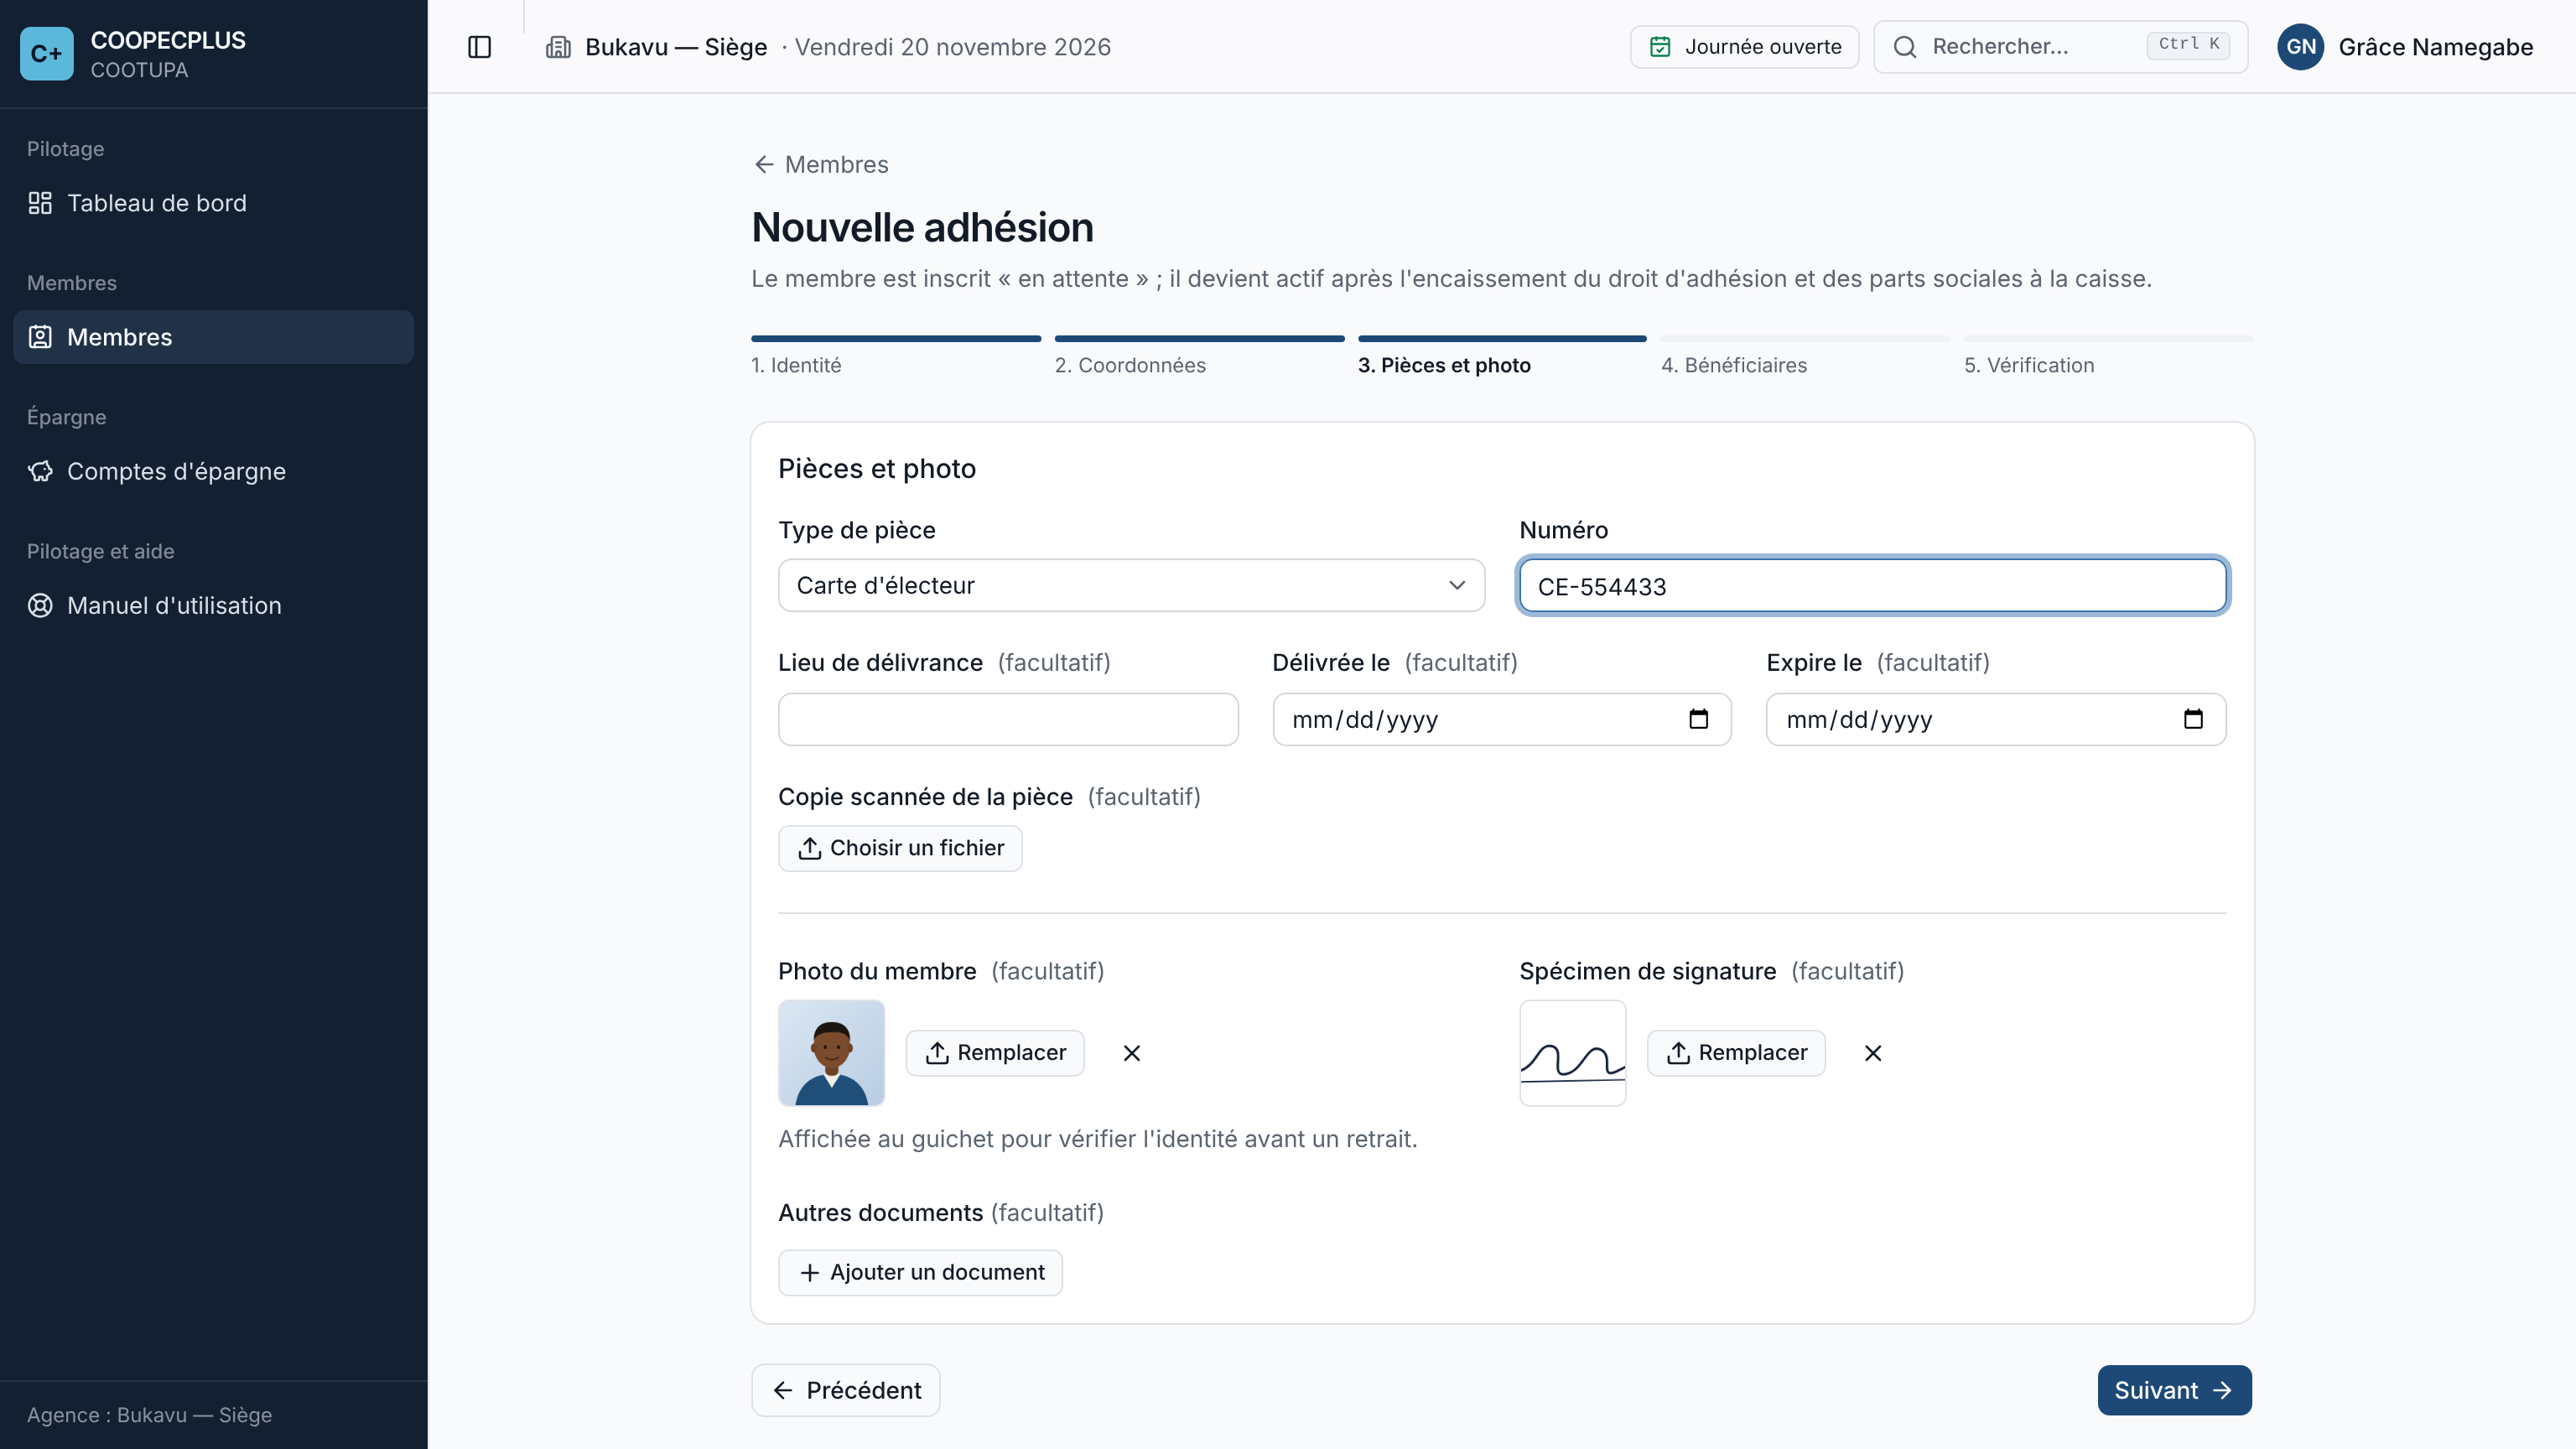 C+
COOPECPLUS
COOTUPA
Pilotage
Tableau de bord
Membres
Membres
Épargne
Comptes d'épargne
Pilotage et aide
Manuel d'utilisation
Agence : Bukavu — Siège
Bukavu — Siège · Vendredi 20 novembre 2026
Journée ouverte
Rechercher...
Ctrl K
GN
Grâce Namegabe
Membres
Nouvelle adhésion
Le membre est inscrit « en attente » ; il devient actif après l'encaissement du droit d'adhésion et des parts sociales à la caisse.
1. Identité
2. Coordonnées
3. Pièces et photo
4. Bénéficiaires
5. Vérification
Pièces et photo
Type de pièce
Numéro
Carte d'électeur
CE-554433
Lieu de délivrance (facultatif)
Délivrée le (facultatif)
Expire le (facultatif)
mm/dd/yyyy
mm/dd/yyyy
Copie scannée de la pièce (facultatif)
Choisir un fichier
Photo du membre (facultatif)
Spécimen de signature (facultatif)
Remplacer
Remplacer
Affichée au guichet pour vérifier l'identité avant un retrait.
Autres documents (facultatif)
Ajouter un document
Précédent
Suivant